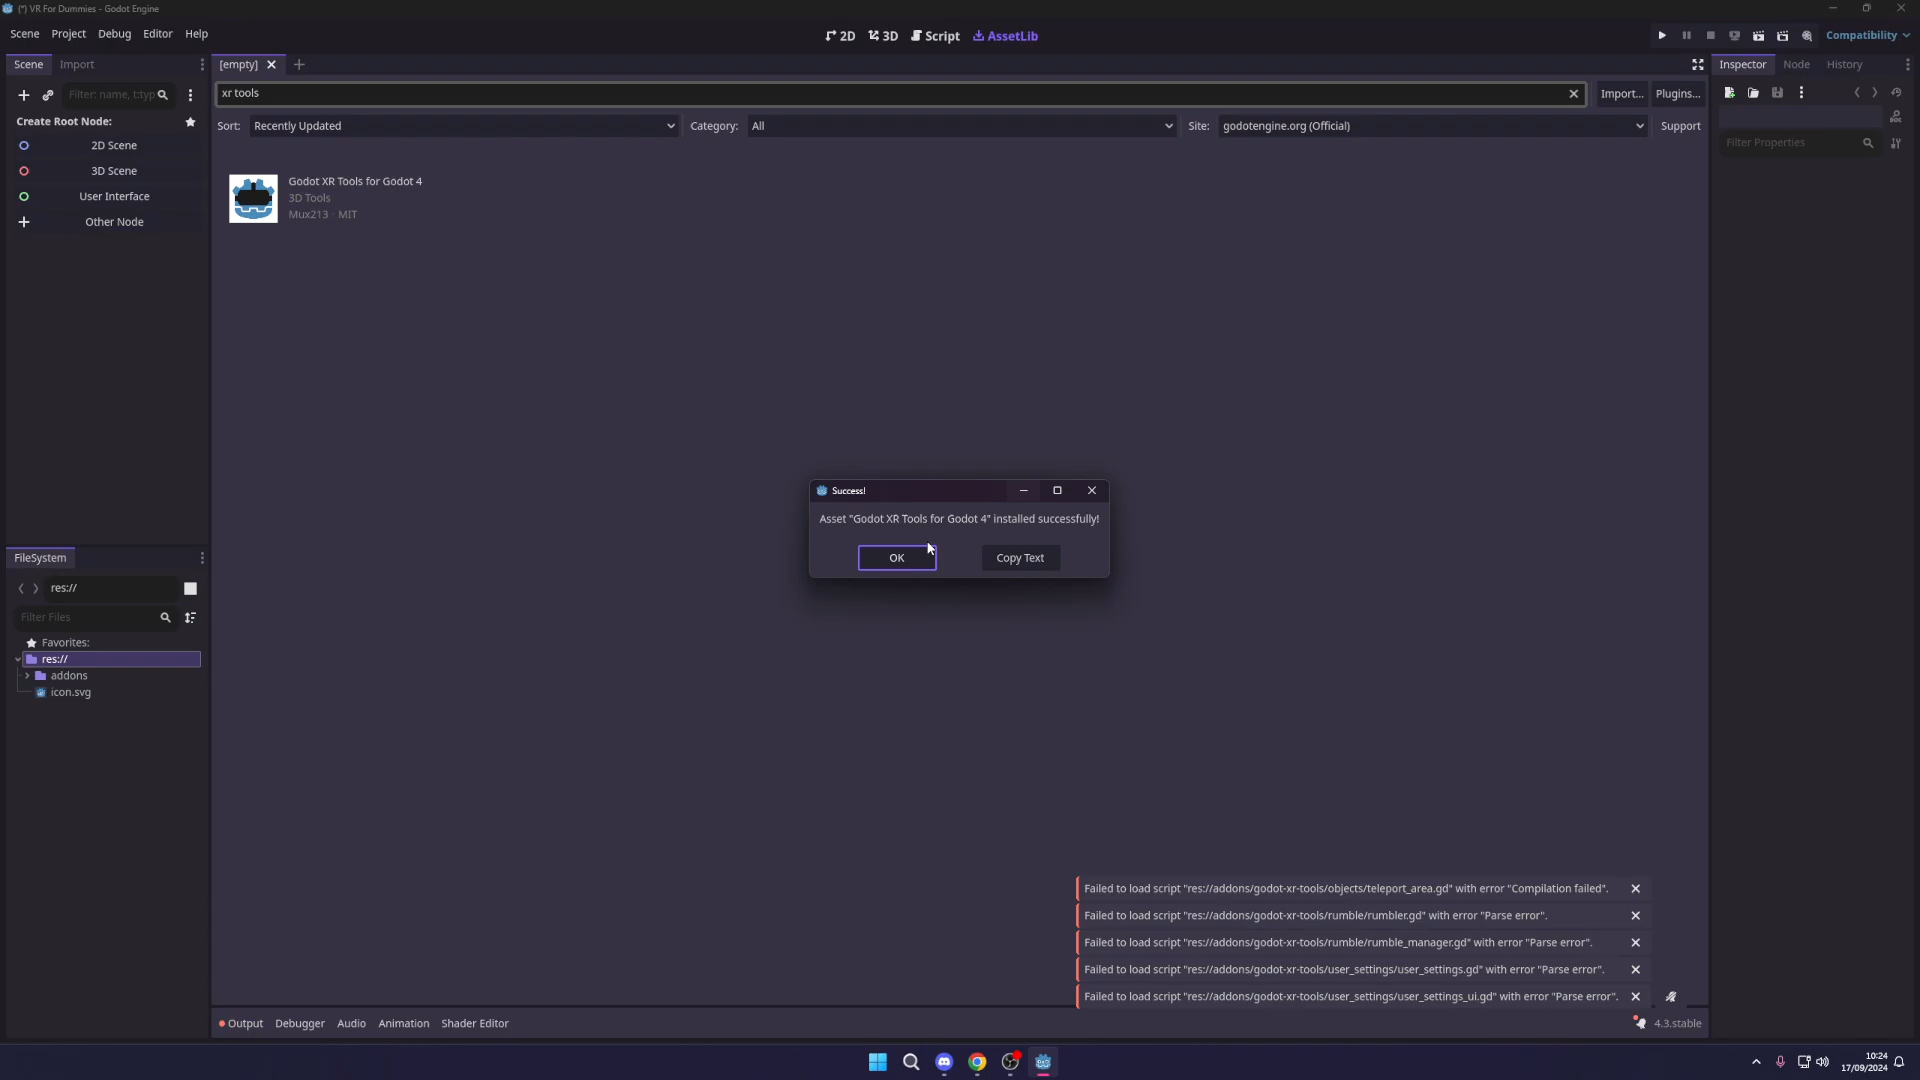 (*) VR For Dummies - Godot Engine
Scene Project Debug Editor Help
2D 3D Script AssetLib
Compatibility
Scene Import
[empty]
Inspector Node History
Filter: name, t:typ
xr tools
Import... Plugins...
Create Root Node:
Sort: Recently Updated Category: All Site: godotengine.org (Official) Support
Filter Properties
2D Scene
3D Scene
User Interface
Other Node
Godot XR Tools for Godot 4
3D Tools
Mux213 MIT
Success!
Asset "Godot XR Tools for Godot 4" installed successfully!
OK Copy Text
FileSystem
res://
Filter Files
Favorites:
res://
addons
icon.svg
Failed to load script "res://addons/godot-xr-tools/objects/teleport_area.gd" with error "Compilation failed".
Failed to load script "res://addons/godot-xr-tools/rumble/rumbler.gd" with error "Parse error".
Failed to load script "res://addons/godot-xr-tools/rumble/rumble_manager.gd" with error "Parse error".
Failed to load script "res://addons/godot-xr-tools/user_settings/user_settings.gd" with error "Parse error".
Failed to load script "res://addons/godot-xr-tools/user_settings/user_settings_ui.gd" with error "Parse error".
Output Debugger Audio Animation Shader Editor
4.3.stable
10:24
17/09/2024